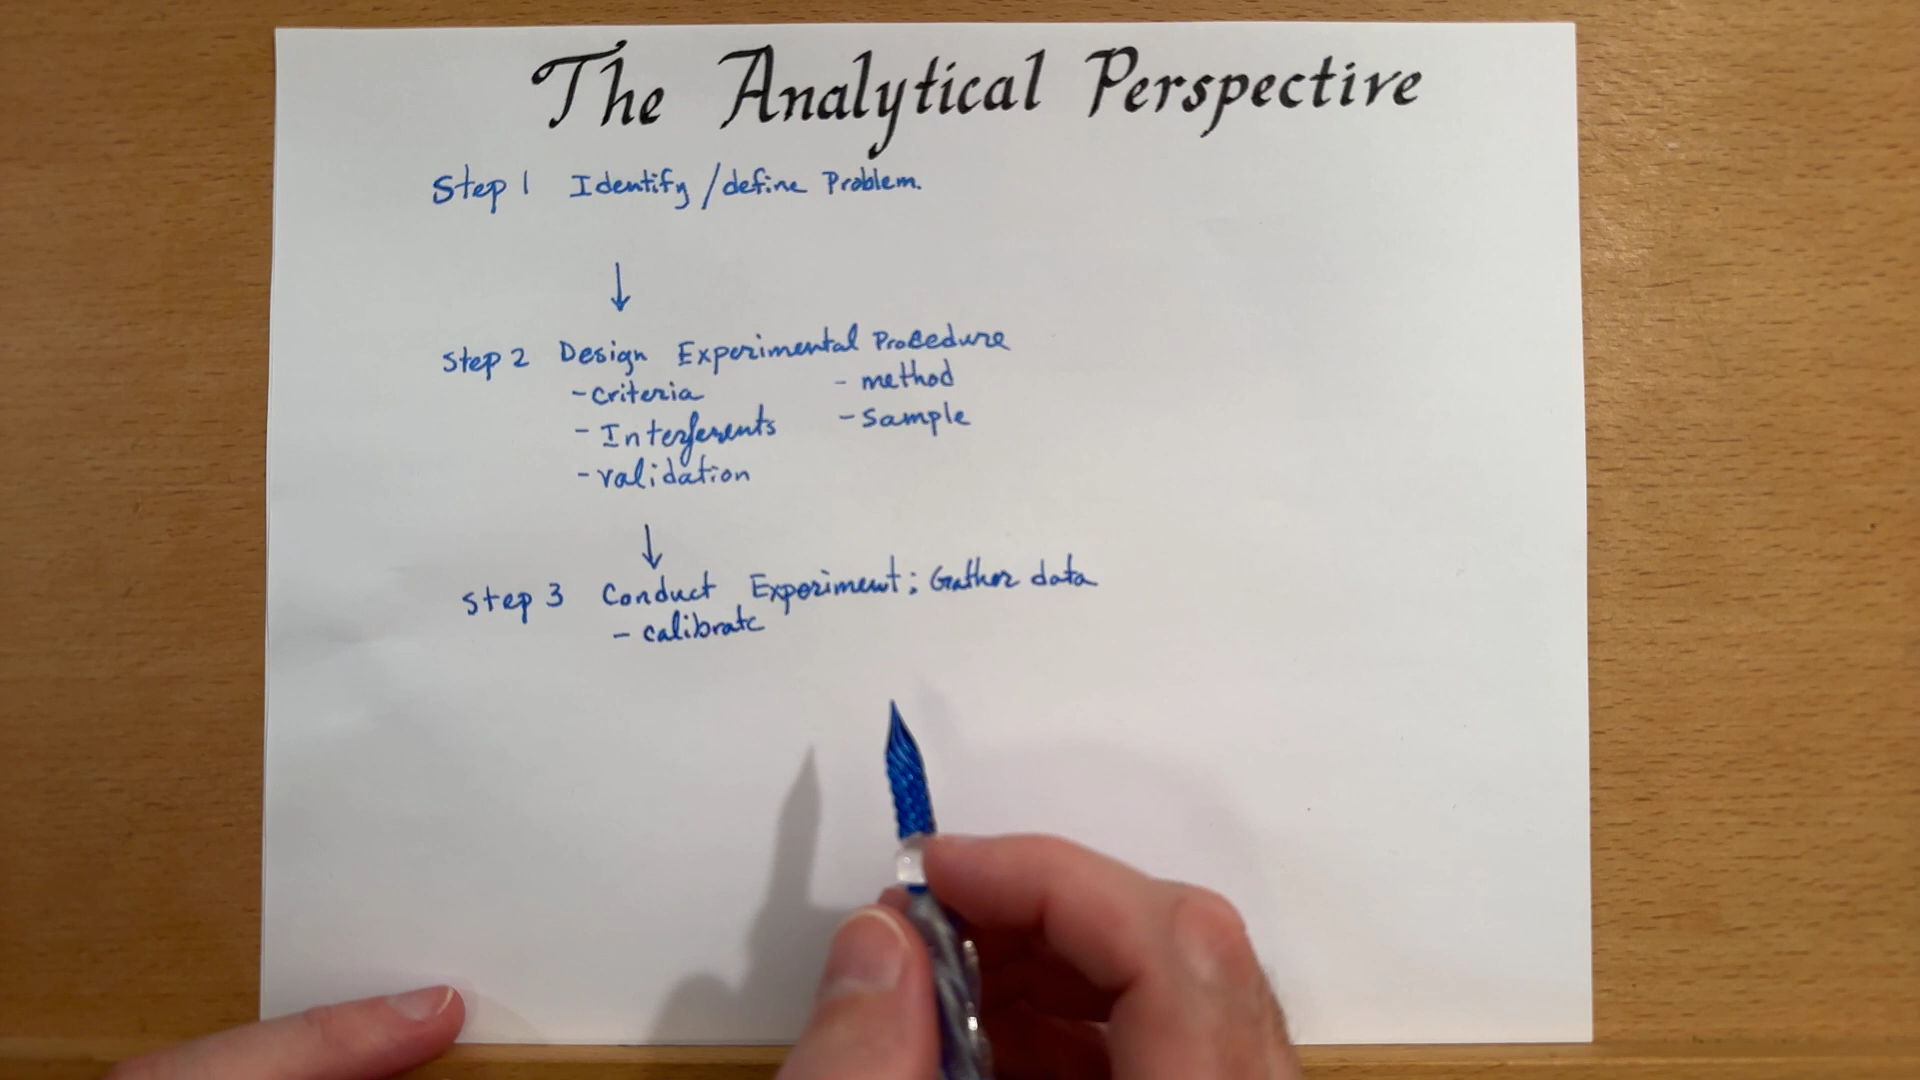 The Analytical Perspective
Step 1 Identify/define Problem.
↓
Step 2 Design Experimental Procedure
- criteria - method
- Interferents - sample
- validation
↓
Step 3 Conduct Experiment; Gather data
- calibrate